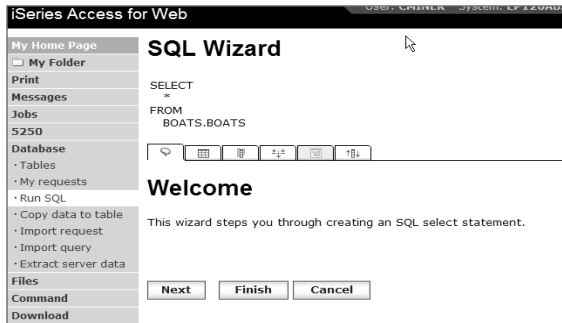 iSeries Access for Web
User: CMINER System:
My Home Page
My Folder
Print
Messages
Jobs
5250
Database
· Tables
· My requests
· Run SQL
· Copy data to table
· Import request
· Import query
· Extract server data
Files
Command
Download
SQL Wizard
SELECT
*
FROM
BOATS.BOATS
Welcome
This wizard steps you through creating an SQL select statement.
Next Finish Cancel